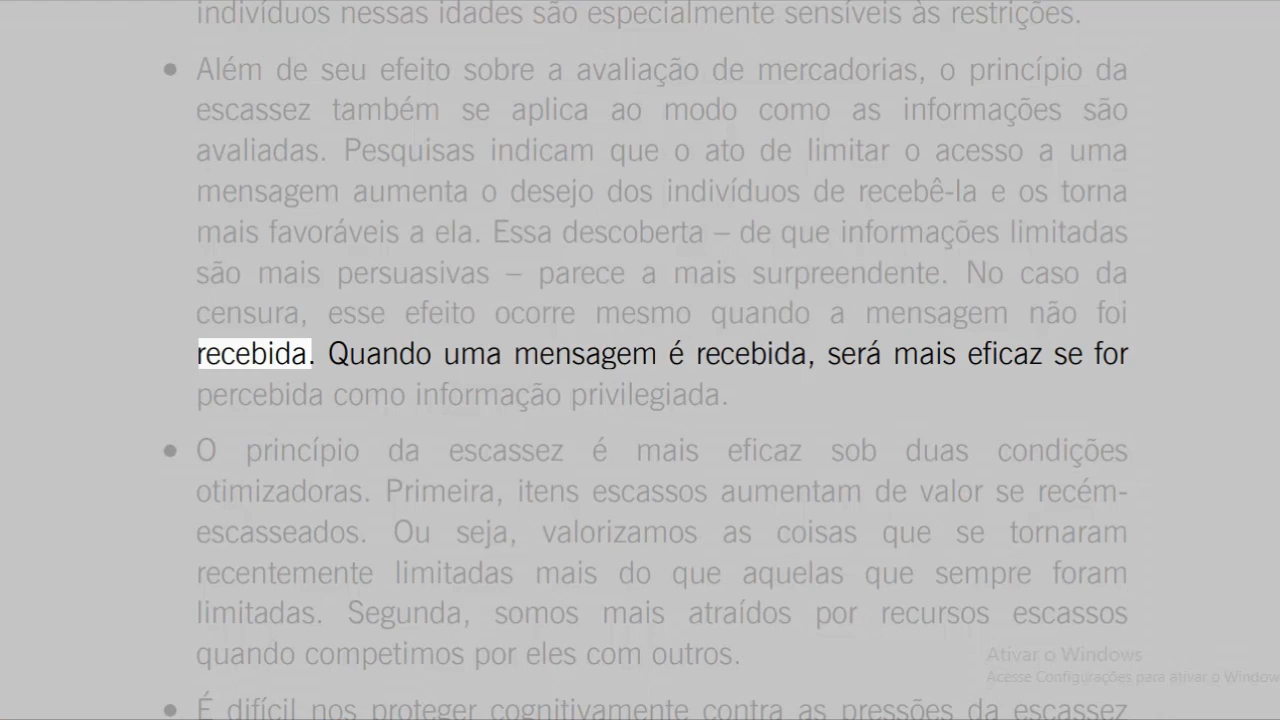 indivíduos nessas idades são especialmente sensíveis às restrições.
● Além de seu efeito sobre a avaliação de mercadorias, o princípio da
escassez também se aplica ao modo como as informações são
avaliadas. Pesquisas indicam que o ato de limitar o acesso a uma
mensagem aumenta o desejo dos indivíduos de recebê-la e os torna
mais favoráveis a ela. Essa descoberta – de que informações limitadas
são mais persuasivas – parece a mais surpreendente. No caso da
censura, esse efeito ocorre mesmo quando a mensagem não foi
recebida. Quando uma mensagem é recebida, será mais eficaz se for
percebida como informação privilegiada.
● O princípio da escassez é mais eficaz sob duas condições
otimizadoras. Primeira, itens escassos aumentam de valor se recém-
escasseados. Ou seja, valorizamos as coisas que se tornaram
recentemente limitadas mais do que aquelas que sempre foram
limitadas. Segunda, somos mais atraídos por recursos escassos
quando competimos por eles com outros.
Ativar o Windows
Acesse Configurações para ativar o Window
● É difícil nos proteger cognitivamente contra as pressões da escassez